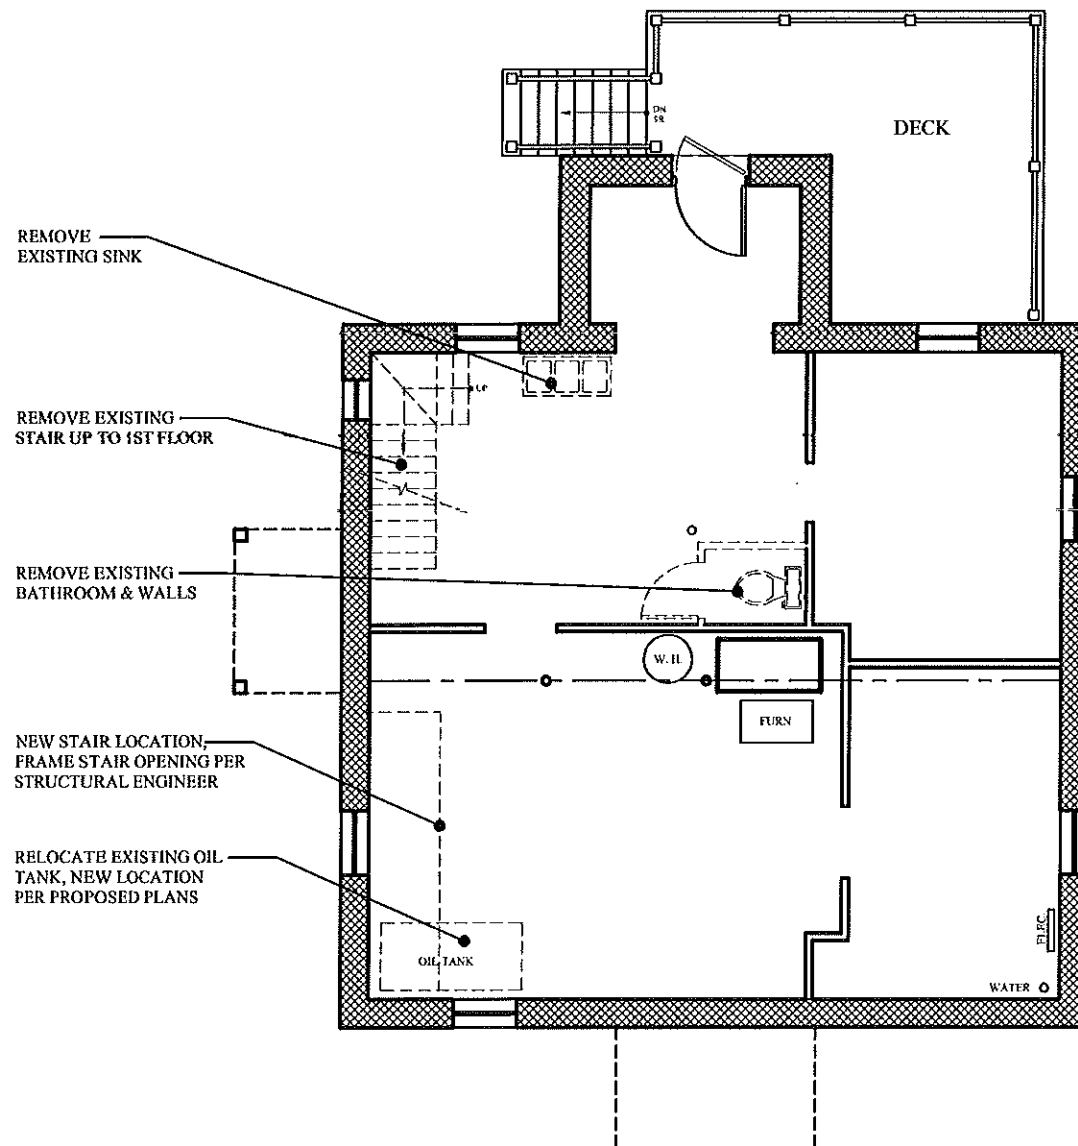 DN
5R
DECK
REMOVE
EXISTING SINK
UP
REMOVE EXISTING
STAIR UP TO 1ST FLOOR
REMOVE EXISTING
BATHROOM & WALLS
W.H.
FURN
NEW STAIR LOCATION,
FRAME STAIR OPENING PER
STRUCTURAL ENGINEER
RELOCATE EXISTING OIL
TANK, NEW LOCATION
PER PROPOSED PLANS
OIL TANK
ELEC.
WATER